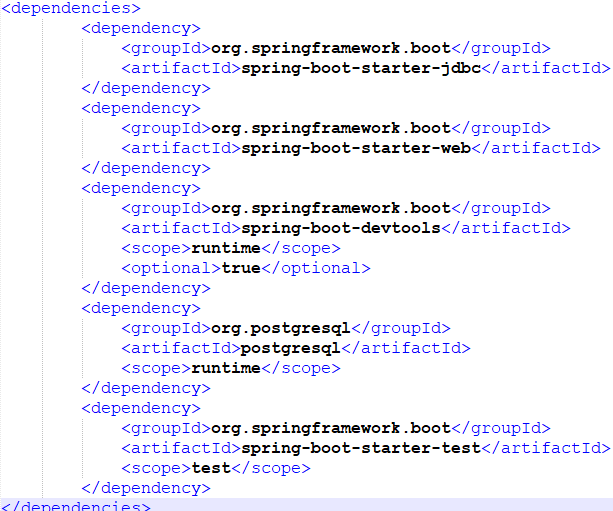 <dependencies>
<dependency>
<groupId>org.springframework.boot</groupId>
<artifactId>spring-boot-starter-jdbc</artifactId>
</dependency>
<dependency>
<groupId>org.springframework.boot</groupId>
<artifactId>spring-boot-starter-web</artifactId>
</dependency>
<dependency>
<groupId>org.springframework.boot</groupId>
<artifactId>spring-boot-devtools</artifactId>
<scope>runtime</scope>
<optional>true</optional>
</dependency>
<dependency>
<groupId>org.postgresql</groupId>
<artifactId>postgresql</artifactId>
<scope>runtime</scope>
</dependency>
<dependency>
<groupId>org.springframework.boot</groupId>
<artifactId>spring-boot-starter-test</artifactId>
<scope>test</scope>
</dependency>
</dependencies>